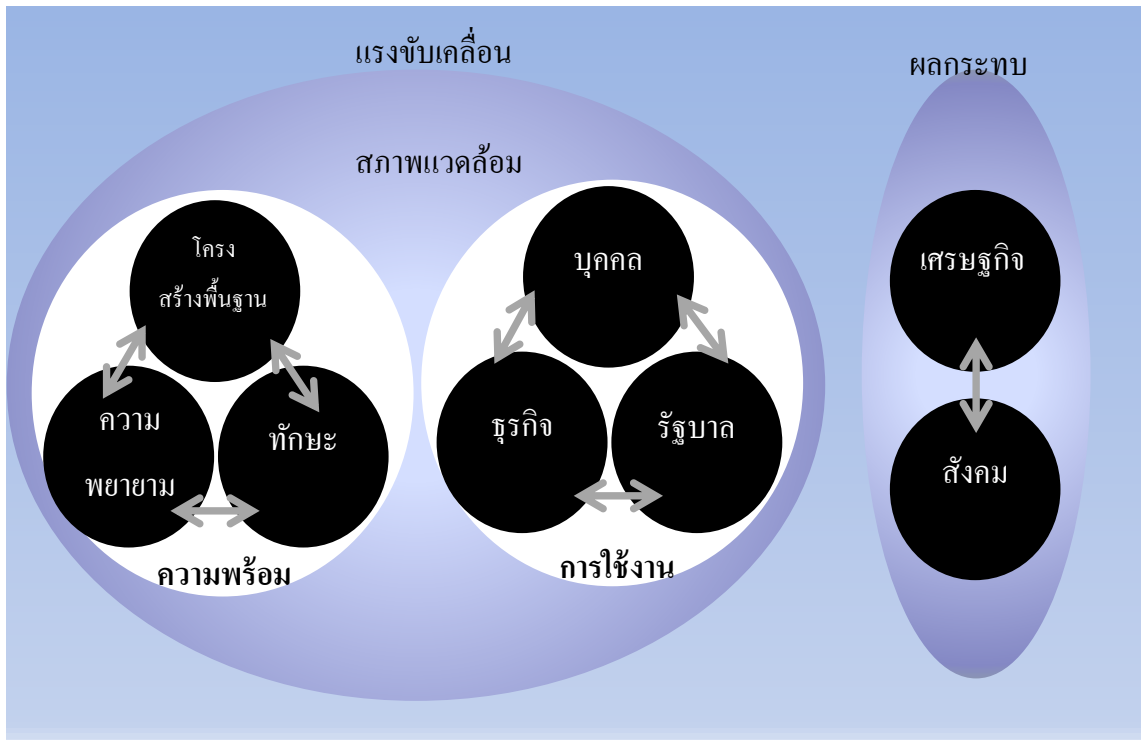 แรงขับเคลื่อน
สภาพแวดล้อม
โครง
สร้างพื้นฐาน
ความ
พยายาม
ทักษะ
ความพร้อม
บุคคล
ธุรกิจ
รัฐบาล
การใช้งาน
ผลกระทบ
เศรษฐกิจ
สังคม